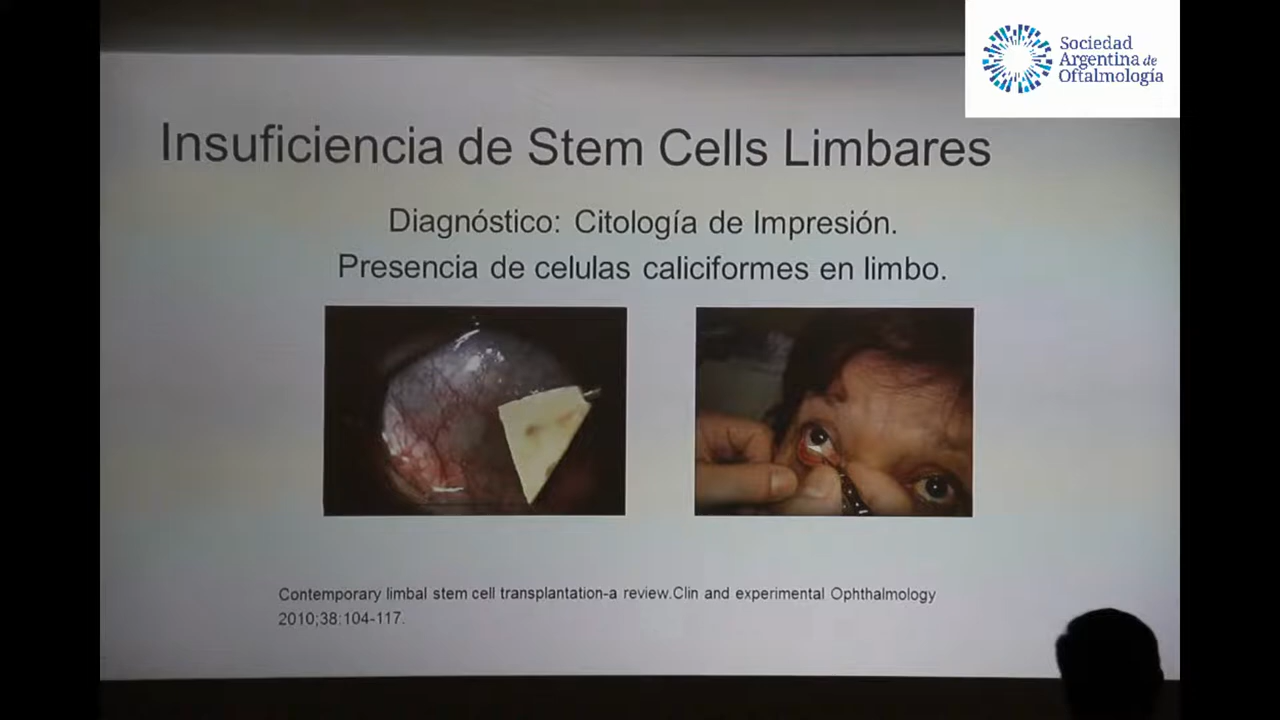 Sociedad
Argentina de
Oftalmología
Insuficiencia de Stem Cells Limbares
Diagnóstico: Citología de Impresión.
Presencia de celulas caliciformes en limbo.
Contemporary limbal stem cell transplantation-a review.Clin and experimental Ophthalmology
2010;38:104-117.